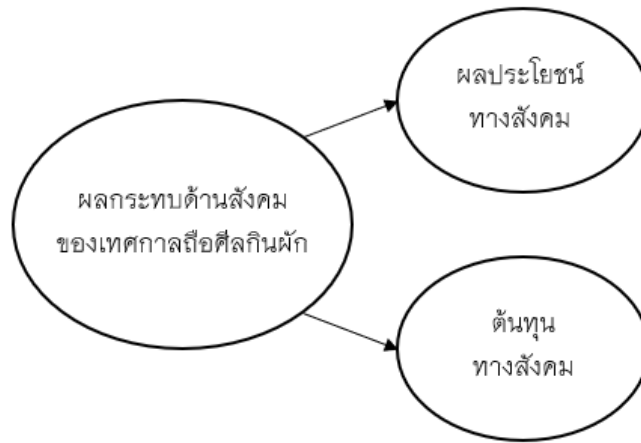 ผลประโยชน์
ทางสังคม
ผลกระทบด้านสังคม
ของเทศกาลถือศีลกินผัก
ต้นทุน
ทางสังคม